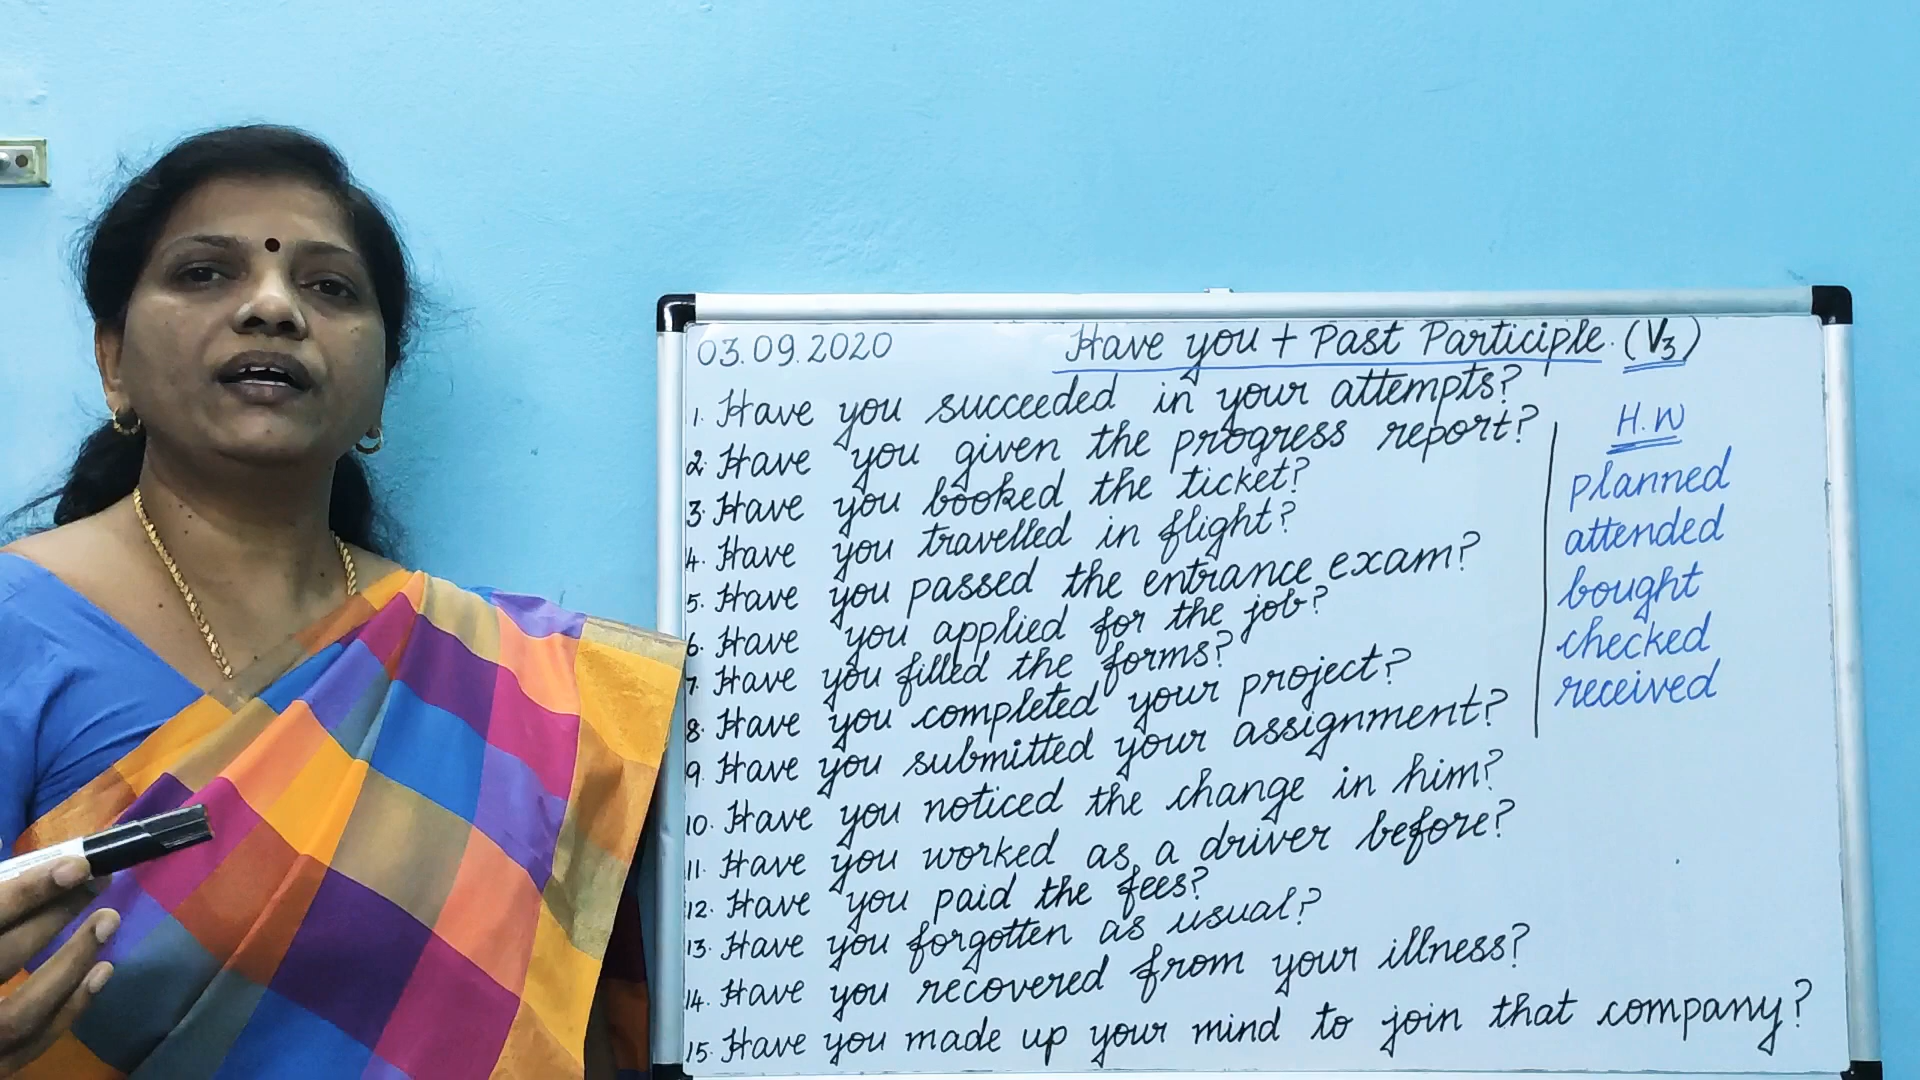 03.09.2020 Have you + Past Participle. (V3)
1. Have you succeeded in your attempts?
2. Have you given the progress report?
3. Have you booked the ticket?
4. Have you travelled in flight?
5. Have you passed the entrance exam?
6. Have you applied for the job?
7. Have you filled the forms?
8. Have you completed your project?
9. Have you submitted your assignment?
10. Have you noticed the change in him?
11. Have you worked as a driver before?
12. Have you paid the fees?
13. Have you forgotten as usual?
14. Have you recovered from your illness?
15. Have you made up your mind to join that company?
H.W
planned
attended
bought
checked
received